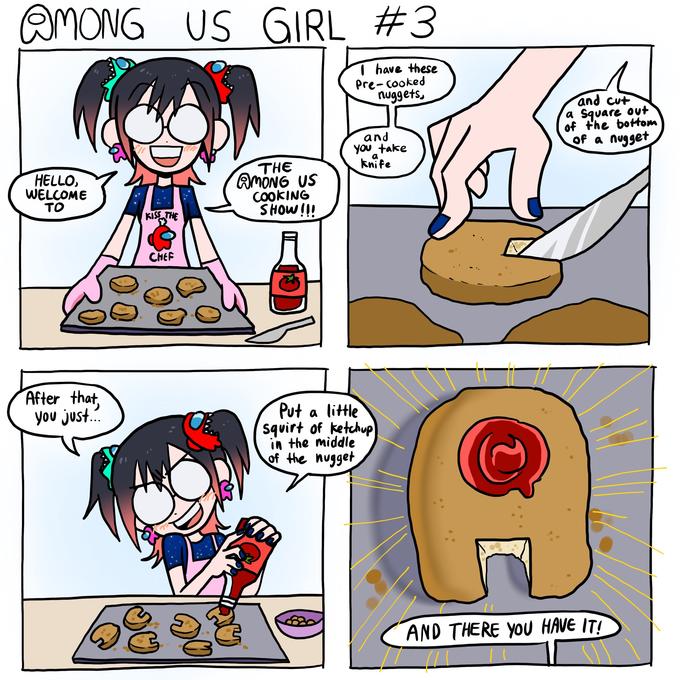 AMONG US GIRL #3
HELLO,
WELCOME
TO
THE
AMONG US
COOKING
SHOW!!!
KISS THE
CHEF
I have these
Pre-cooked
nuggets,
and
you take
a
knife
and cut
a square out
of the bottom
of a nugget
After that,
you just...
Put a little
squirt of ketchup
in the middle
of the nugget
AND THERE YOU HAVE IT!